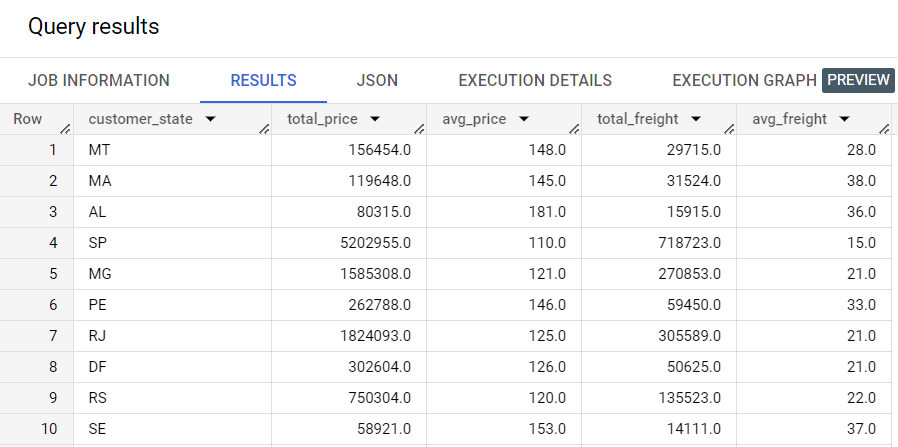 Query results
JOB INFORMATION RESULTS JSON EXECUTION DETAILS EXECUTION GRAPH PREVIEW
Row customer_state total_price avg_price total_freight avg_freight
1 MT 156454.0 148.0 29715.0 28.0
2 MA 119648.0 145.0 31524.0 38.0
3 AL 80315.0 181.0 15915.0 36.0
4 SP 5202955.0 110.0 718723.0 15.0
5 MG 1585308.0 121.0 270853.0 21.0
6 PE 262788.0 146.0 59450.0 33.0
7 RJ 1824093.0 125.0 305589.0 21.0
8 DF 302604.0 126.0 50625.0 21.0
9 RS 750304.0 120.0 135523.0 22.0
10 SE 58921.0 153.0 14111.0 37.0